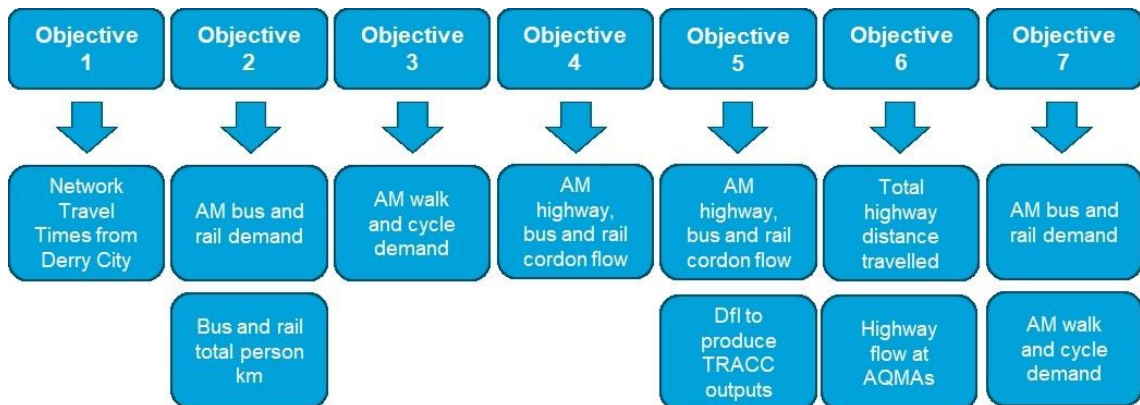 Objective
1
Objective
2
Objective
3
Objective
4
Objective
5
Objective
6
Objective
7
Network
Travel
Times from
Derry City
AM bus and
rail demand
AM walk
and cycle
demand
AM
highway,
bus and rail
cordon flow
AM
highway,
bus and rail
cordon flow
Total
highway
distance
travelled
AM bus and
rail demand
Bus and rail
total person
km
DfI to
produce
TRACC
outputs
Highway
flow at
AQMAs
AM walk
and cycle
demand